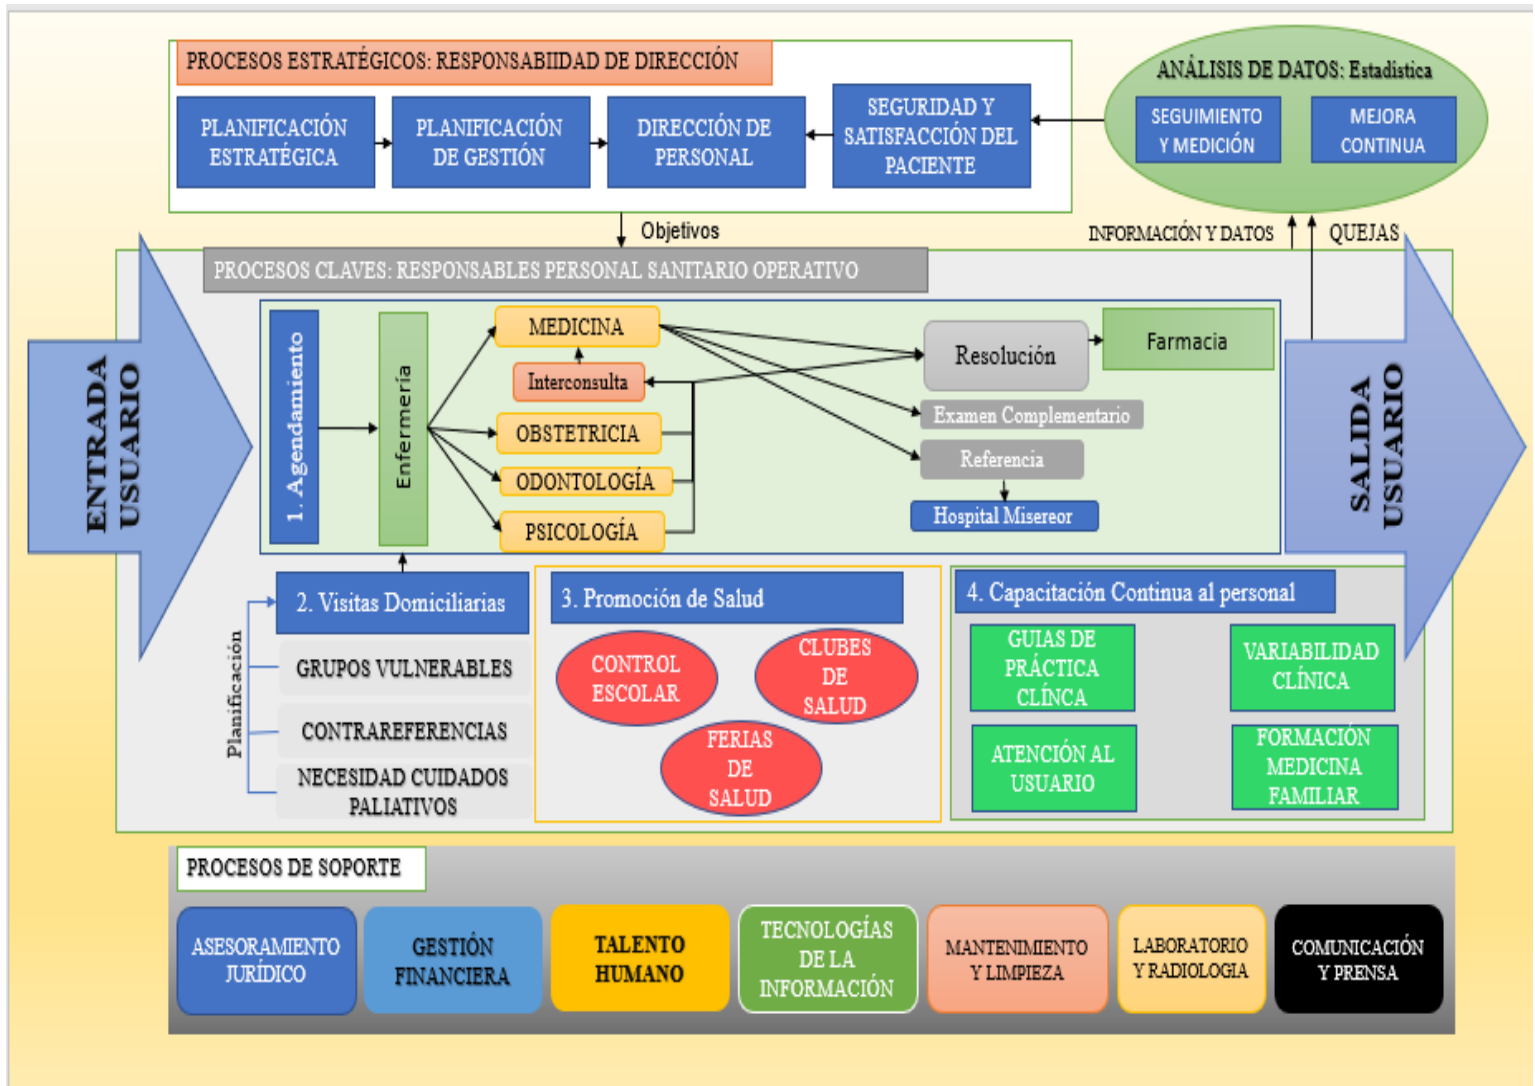 PROCESOS ESTRATÉGICOS: RESPONSABIIDAD DE DIRECCIÓN
PLANIFICACIÓN
ESTRATÉGICA
PLANIFICACIÓN
DE GESTIÓN
DIRECCIÓN DE
PERSONAL
SEGURIDAD Y
SATISFACCIÓN DEL
PACIENTE
ANÁLISIS DE DATOS: Estadística
SEGUIMIENTO
Y MEDICIÓN
MEJORA
CONTINUA
Objetivos
INFORMACIÓN Y DATOS
QUEJAS
PROCESOS CLAVES: RESPONSABLES PERSONAL SANITARIO OPERATIVO
ENTRADA
USUARIO
1. Agendamiento
Enfermería
MEDICINA
Interconsulta
OBSTETRICIA
ODONTOLOGÍA
PSICOLOGÍA
Resolución
Farmacia
Examen Complementario
Referencia
Hospital Misereor
SALIDA
USUARIO
Planificación
2. Visitas Domiciliarias
GRUPOS VULNERABLES
CONTRAREFERENCIAS
NECESIDAD CUIDADOS
PALIATIVOS
3. Promoción de Salud
CONTROL
ESCOLAR
CLUBES
DE
SALUD
FERIAS
DE
SALUD
4. Capacitación Continua al personal
GUIAS DE
PRÁCTICA
CLÍNCA
VARIABILIDAD
CLÍNICA
ATENCIÓN AL
USUARIO
FORMACIÓN
MEDICINA
FAMILIAR
PROCESOS DE SOPORTE
ASESORAMIENTO
JURÍDICO
GESTIÓN
FINANCIERA
TALENTO
HUMANO
TECNOLOGÍAS
DE LA
INFORMACIÓN
MANTENIMIENTO
Y LIMPIEZA
LABORATORIO
Y RADIOLOGIA
COMUNICACIÓN
Y PRENSA